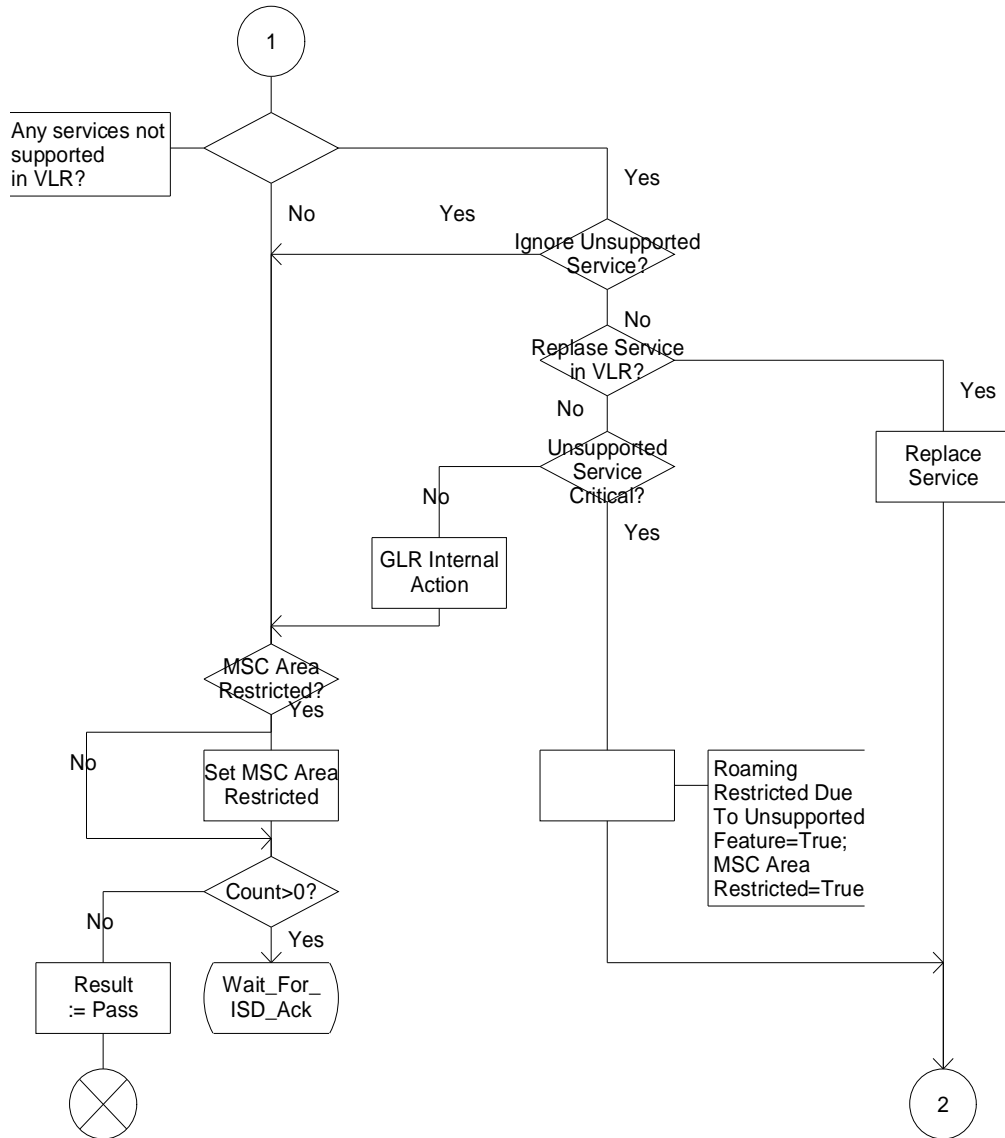 1
Any services not
supported
in VLR?
Yes
No
Yes
Ignore Unsupported
Service?
No
Replase Service
in VLR?
Yes
No
Unsupported
Service
Critical?
Replace
Service
No
Yes
GLR Internal
Action
MSC Area
Restricted?
Yes
No
Set MSC Area
Restricted
Roaming
Restricted Due
To Unsupported
Feature=True;
MSC Area
Restricted=True
Count>0?
No
Yes
Result
:= Pass
Wait_For_
ISD_Ack
2